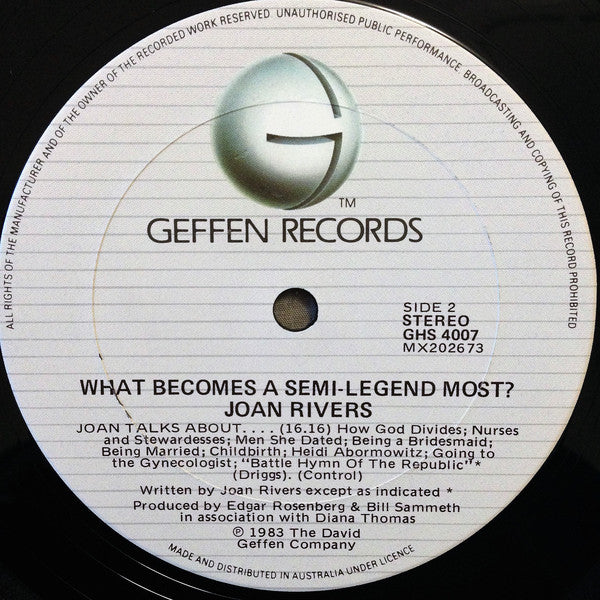 ALL RIGHTS OF THE MANUFACTURER AND OF THE OWNER OF THE RECORDED WORK RESERVED. UNAUTHORISED PUBLIC PERFORMANCE, BROADCASTING AND COPYING OF THIS RECORD PROHIBITED
G
TM
GEFFEN RECORDS
SIDE 2
STEREO
GHS 4007
MX202673
WHAT BECOMES A SEMI-LEGEND MOST?
JOAN RIVERS
JOAN TALKS ABOUT.... (16.16) How God Divides; Nurses
and Stewardesses; Men She Dated; Being a Bridesmaid;
Being Married; Childbirth; Heidi Abormowitz; Going to
the Gynecologist; "Battle Hymn Of The Republic"*
(Driggs). (Control)
Written by Joan Rivers except as indicated *
Produced by Edgar Rosenberg & Bill Sammeth
in association with Diana Thomas
℗ 1983 The David
Geffen Company
MADE AND DISTRIBUTED IN AUSTRALIA UNDER LICENCE